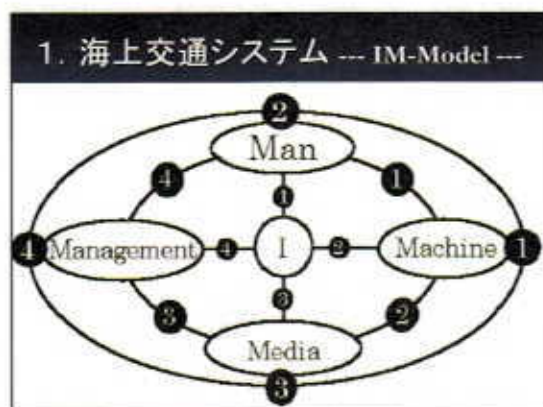 1. 海上交通システム --- IM-Model ---
2
Man
4 1
1
4 Management 4 I 2 Machine 1
3
3 2
Media
3